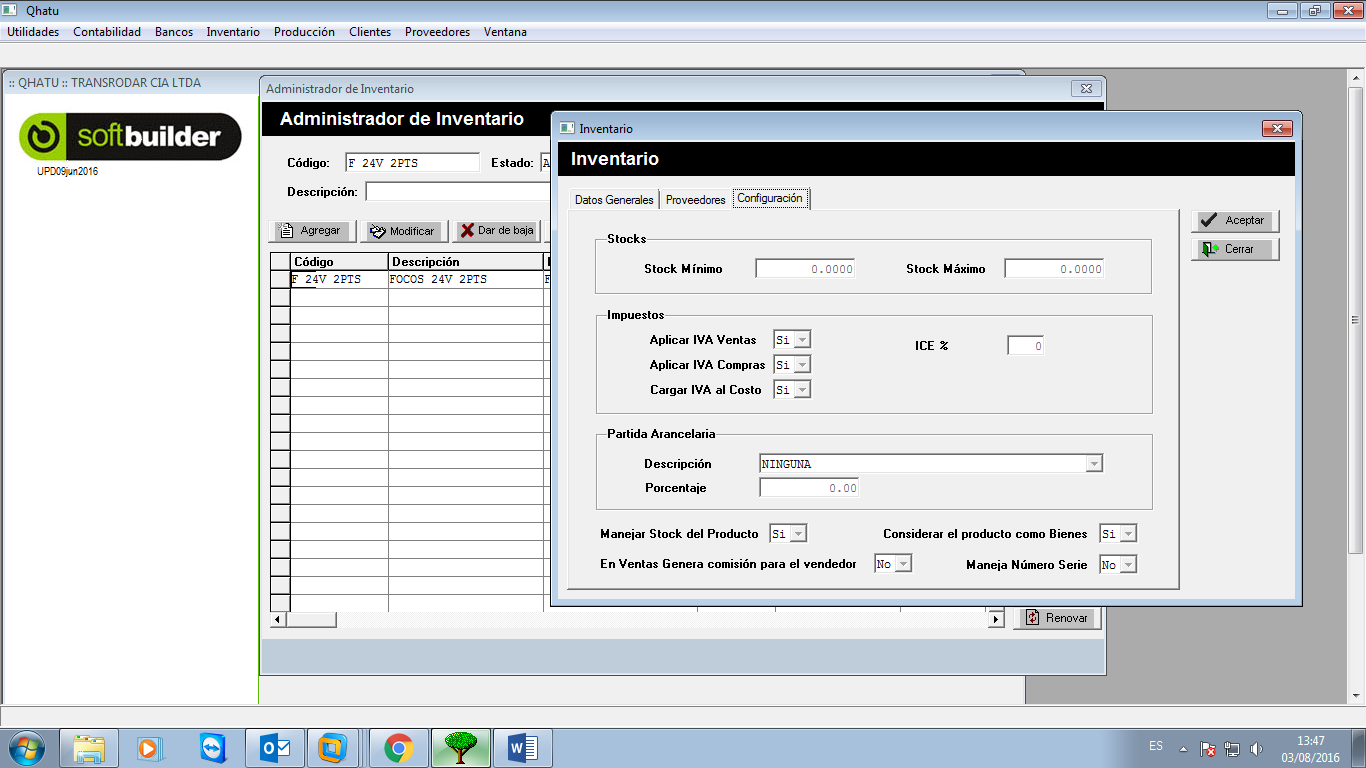 Qhatu
Utilidades Contabilidad Bancos Inventario Producción Clientes Proveedores Ventana
:: QHATU :: TRANSRODAR CIA LTDA
softbuilder
UPD09jun2016
Administrador de Inventario
Administrador de Inventario
Código: F 24V 2PTS Estado: A
Descripción:
Agregar Modificar Dar de baja
Código Descripción
F 24V 2PTS FOCOS 24V 2PTS F
Renovar
Inventario
Inventario
Datos Generales Proveedores Configuración
Aceptar
Cerrar
Stocks
Stock Mínimo 0.0000 Stock Máximo 0.0000
Impuestos
Aplicar IVA Ventas Si ICE % 0
Aplicar IVA Compras Si
Cargar IVA al Costo Si
Partida Arancelaria
Descripción NINGUNA
Porcentaje 0.00
Manejar Stock del Producto Si Considerar el producto como Bienes Si
En Ventas Genera comisión para el vendedor No Maneja Número Serie No
ES
13:47
03/08/2016